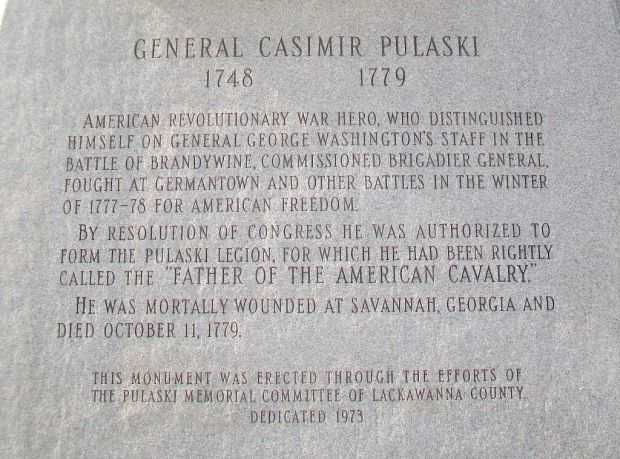 GENERAL CASIMIR PULASKI
1748 1779
AMERICAN REVOLUTIONARY WAR HERO, WHO DISTINGUISHED
HIMSELF ON GENERAL GEORGE WASHINGTON'S STAFF IN THE
BATTLE OF BRANDYWINE, COMMISSIONED BRIGADIER GENERAL,
FOUGHT AT GERMANTOWN AND OTHER BATTLES IN THE WINTER
OF 1777-78 FOR AMERICAN FREEDOM.
BY RESOLUTION OF CONGRESS HE WAS AUTHORIZED TO
FORM THE PULASKI LEGION, FOR WHICH HE HAD BEEN RIGHTLY
CALLED THE "FATHER OF THE AMERICAN CAVALRY."
HE WAS MORTALLY WOUNDED AT SAVANNAH, GEORGIA AND
DIED OCTOBER 11, 1779.
THIS MONUMENT WAS ERECTED THROUGH THE EFFORTS OF
THE PULASKI MEMORIAL COMMITTEE OF LACKAWANNA COUNTY.
DEDICATED 1973